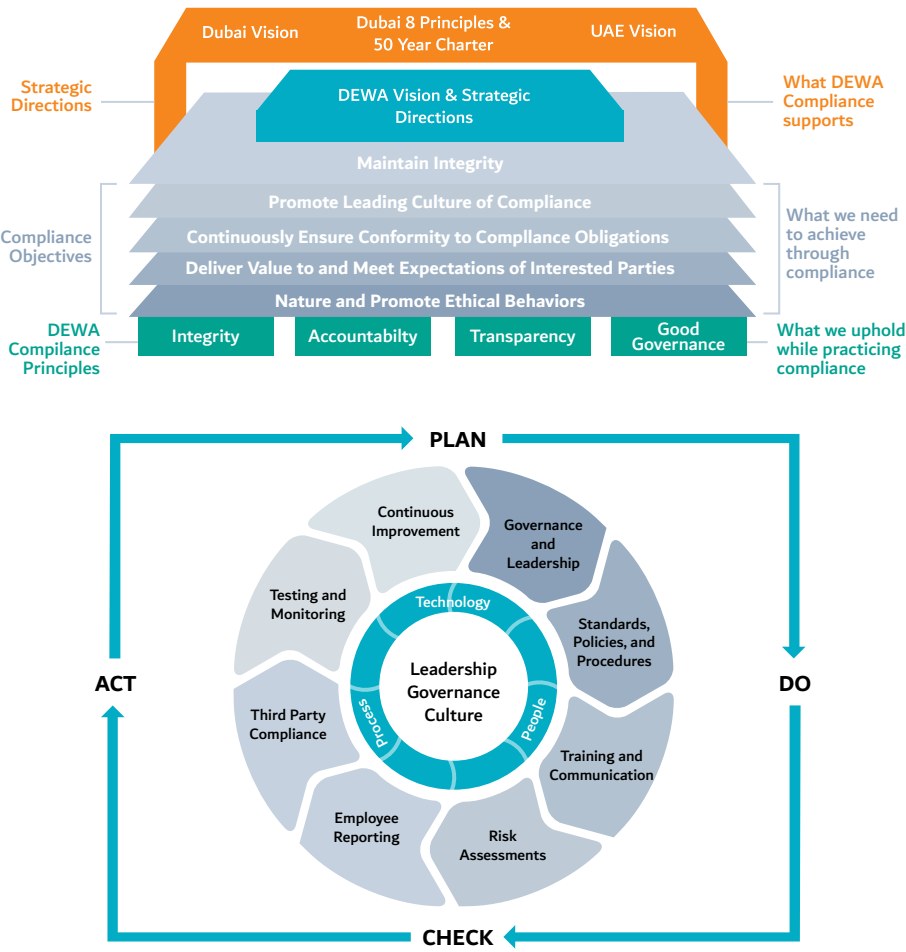 Dubai Vision
Dubai 8 Principles &
50 Year Charter
UAE Vision
Strategic
Directions
What DEWA
Compliance
supports
DEWA Vision & Strategic
Directions
Maintain Integrity
Promote Leading Culture of Compliance
Continuously Ensure Conformity to Compllance Obligations
Deliver Value to and Meet Expectations of Interested Parties
Nature and Promote Ethical Behaviors
Compliance
Objectives
What we need
to achieve
through
compliance
DEWA
Compilance
Principles
Integrity
Accountabilty
Transparency
Good
Governance
What we uphold
while practicing
compliance
PLAN
DO
CHECK
ACT
Continuous
Improvement
Governance
and
Leadership
Standards,
Policies, and
Procedures
Training and
Communication
Risk
Assessments
Employee
Reporting
Third Party
Compliance
Testing and
Monitoring
Technology
People
Process
Leadership
Governance
Culture